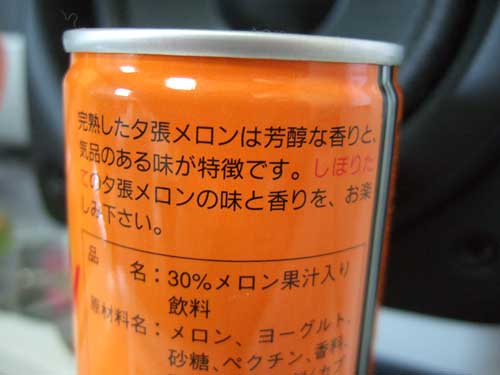 完熟した夕張メロンは芳醇な香りと、
気品のある味が特徴です。しぼりた
ての夕張メロンの味と香りを、お楽
しみ下さい。
品 名：30%メロン果汁入り
飲料
原材料名：メロン、ヨーグルト、
砂糖、ペクチン、香料、